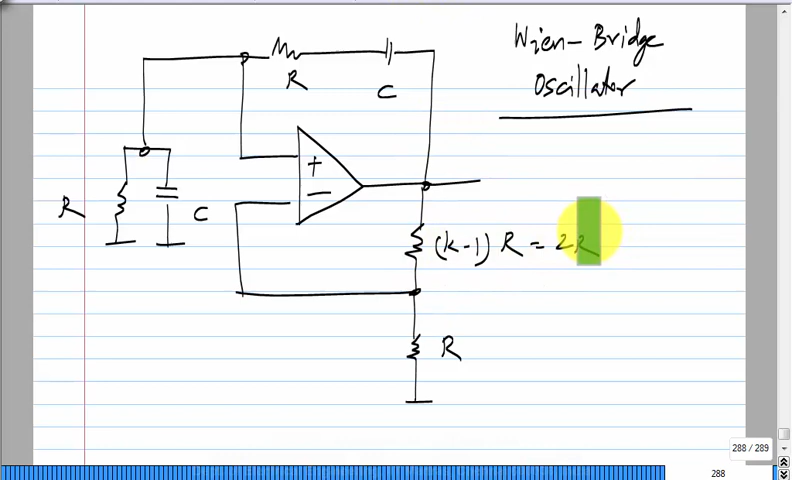 Wien-Bridge
Oscillator
R
C
+
−
R
C
(k-1) R = 2R
R
288 / 289
288